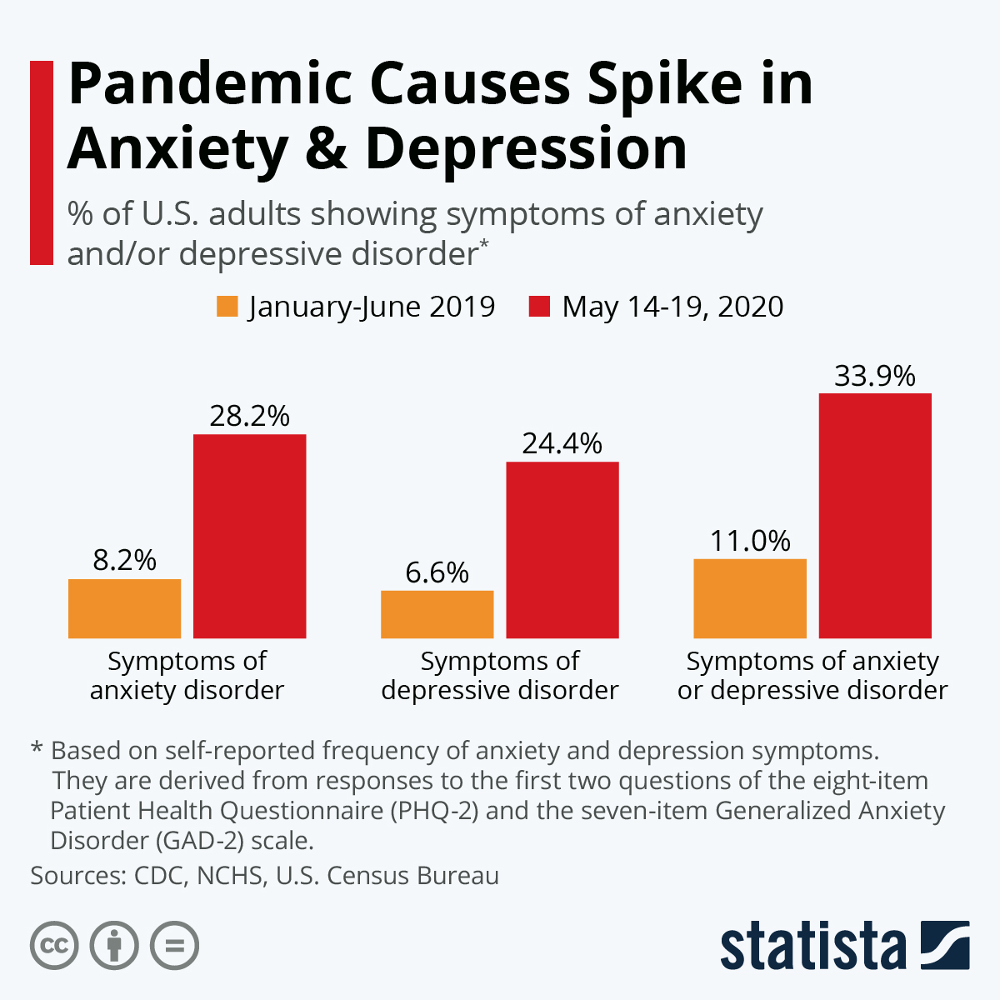 Pandemic Causes Spike in
Anxiety & Depression
% of U.S. adults showing symptoms of anxiety
and/or depressive disorder*
January-June 2019
May 14-19, 2020
8.2%
28.2%
6.6%
24.4%
11.0%
33.9%
Symptoms of
anxiety disorder
Symptoms of
depressive disorder
Symptoms of anxiety
or depressive disorder
* Based on self-reported frequency of anxiety and depression symptoms.
They are derived from responses to the first two questions of the eight-item
Patient Health Questionnaire (PHQ-2) and the seven-item Generalized Anxiety
Disorder (GAD-2) scale.
Sources: CDC, NCHS, U.S. Census Bureau
cc
statista